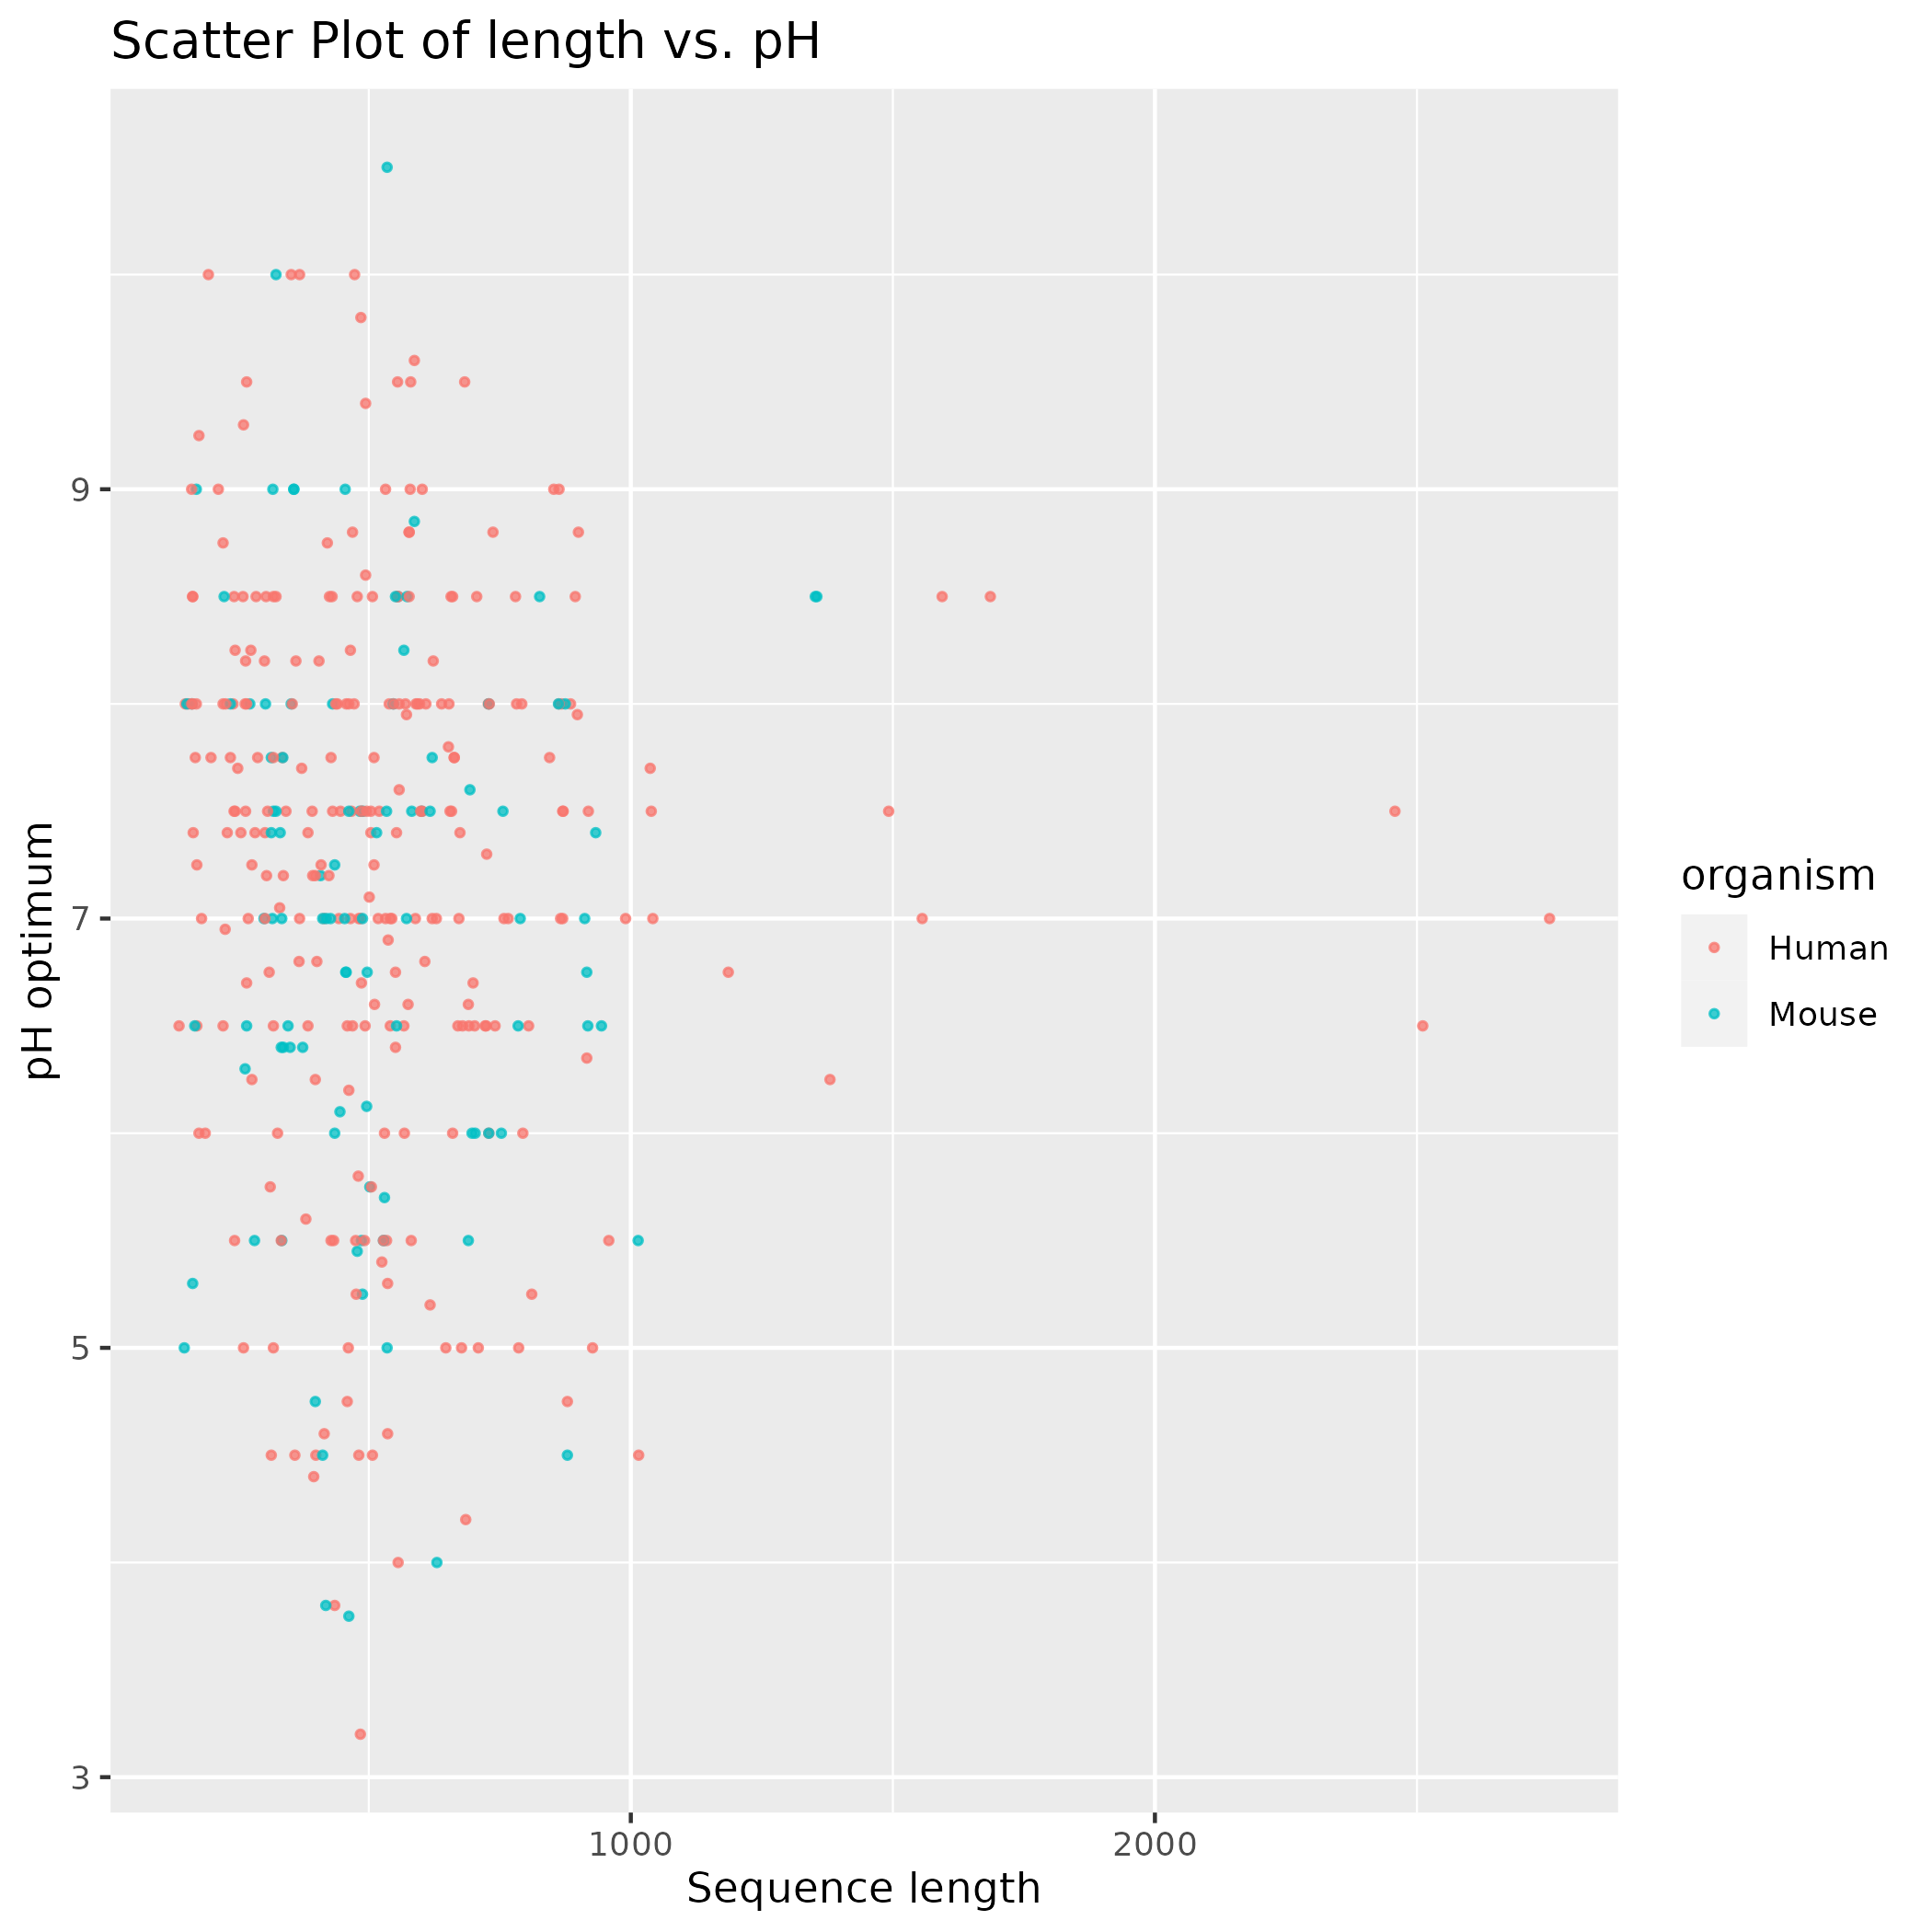 Scatter Plot of length vs. pH
9
7
5
3
pH optimum
1000
2000
Sequence length
organism
Human
Mouse